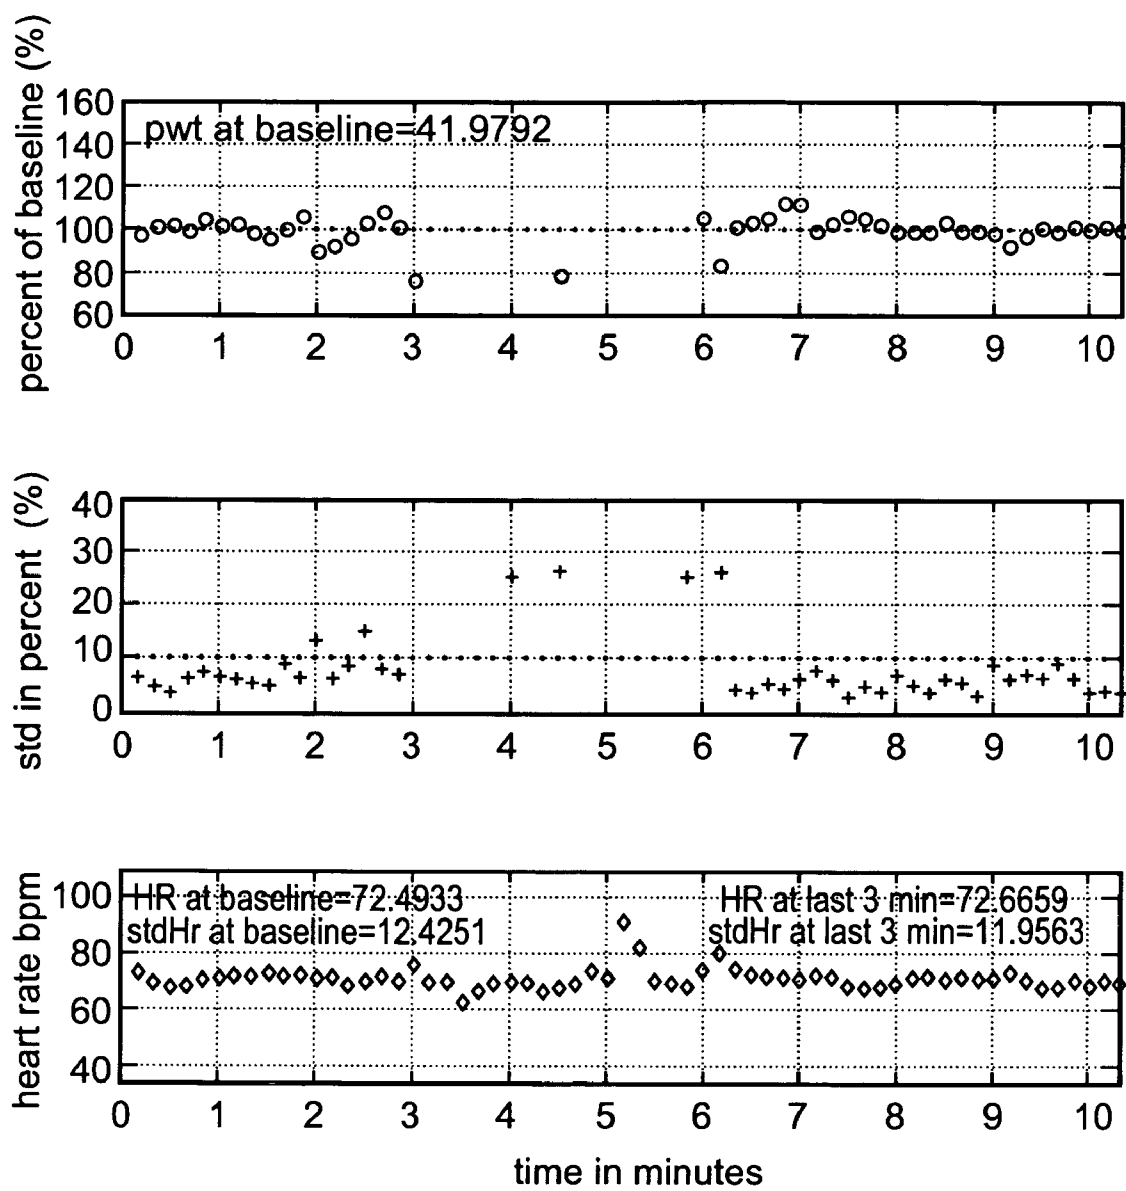 percent of baseline (%)
pwt at baseline=41.9792
160
140
120
100
80
60
0 1 2 3 4 5 6 7 8 9 10
std in percent (%)
40
30
20
10
0
0 1 2 3 4 5 6 7 8 9 10
heart rate bpm
HR at baseline=72.4933
stdHr at baseline=12.4251
HR at last 3 min=72.6659
stdHr at last 3 min=11.9563
100
80
60
40
0 1 2 3 4 5 6 7 8 9 10
time in minutes